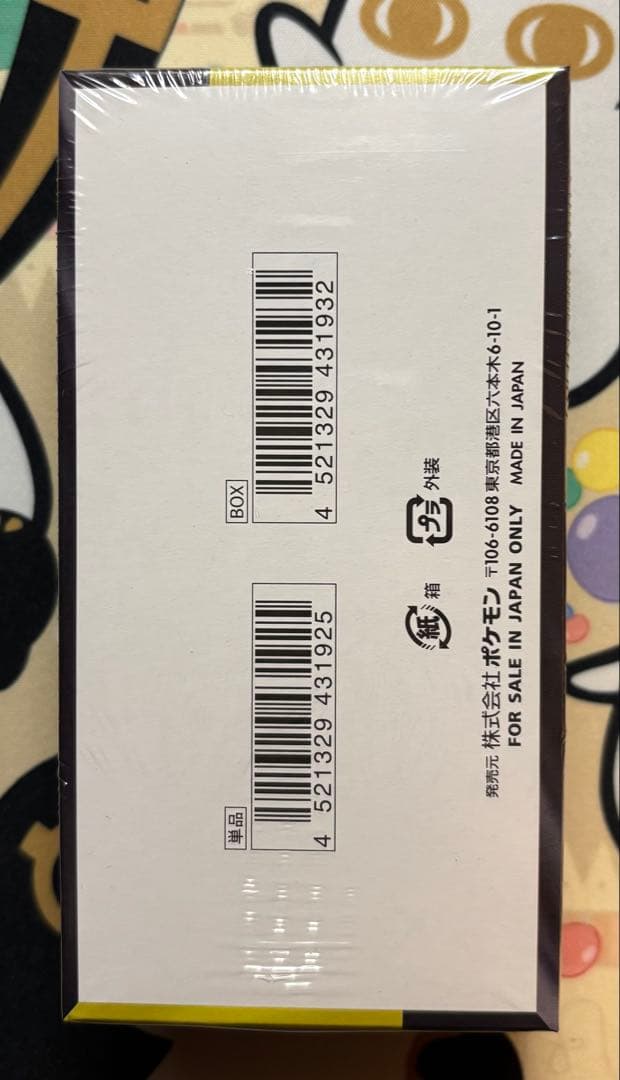 単品
4 521329 431925
BOX
4 521329 431932
紙 箱
プラ 外装
発売元 株式会社ポケモン 〒106-6108 東京都港区六本木6-10-1
FOR SALE IN JAPAN ONLY MADE IN JAPAN